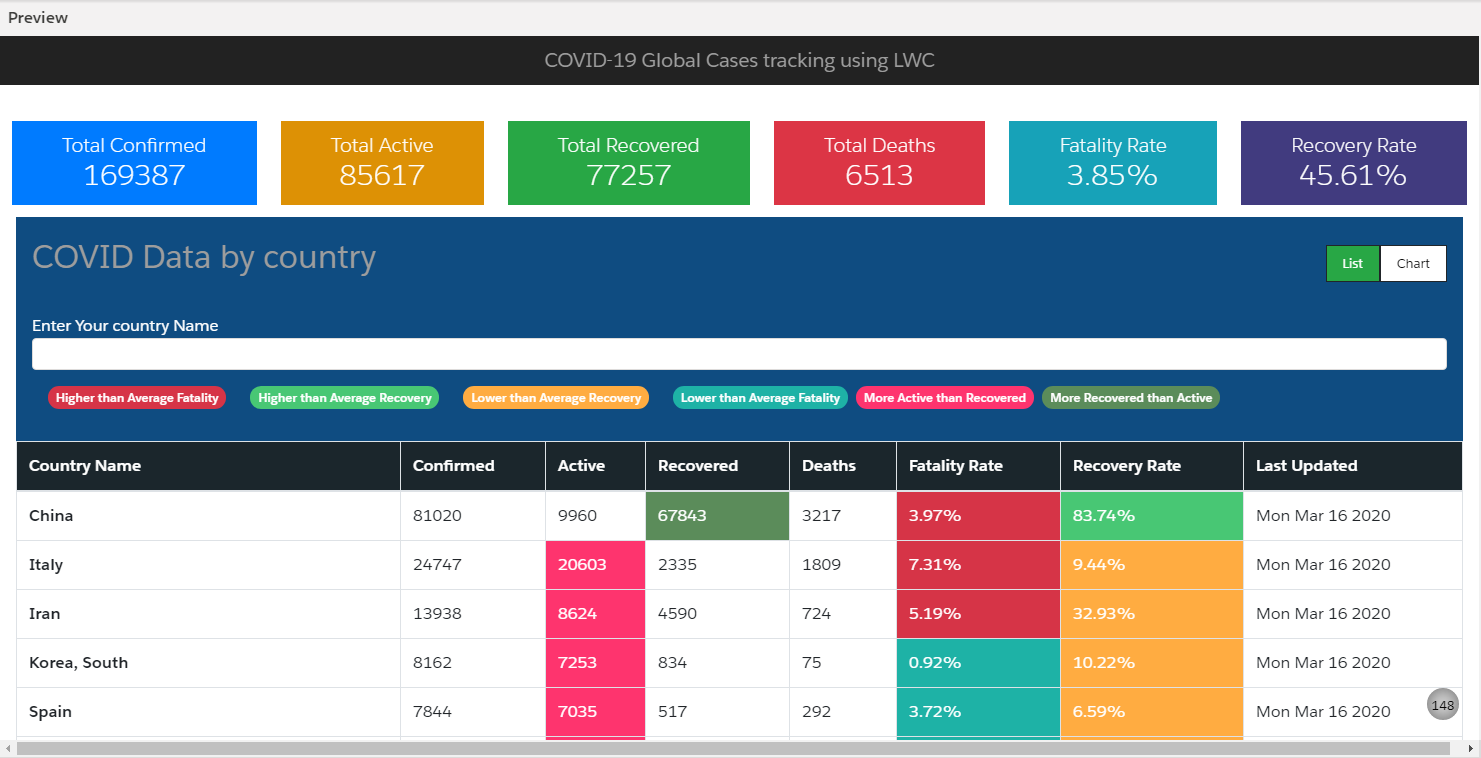 Preview
COVID-19 Global Cases tracking using LWC
Total Confirmed Total Active Total Recovered Total Deaths Fatality Rate Recovery Rate
169387 85617 77257 6513 3.85% 45.61%
COVID Data by country
List Chart
Enter Your country Name
Higher than Average Fatality Higher than Average Recovery Lower than Average Recovery Lower than Average Fatality More Active than Recovered More Recovered than Active
Country Name Confirmed Active Recovered Deaths Fatality Rate Recovery Rate Last Updated
China 81020 9960 67843 3217 3.97% 83.74% Mon Mar 16 2020
Italy 24747 20603 2335 1809 7.31% 9.44% Mon Mar 16 2020
Iran 13938 8624 4590 724 5.19% 32.93% Mon Mar 16 2020
Korea, South 8162 7253 834 75 0.92% 10.22% Mon Mar 16 2020
Spain 7844 7035 517 292 3.72% 6.59% Mon Mar 16 2020
148